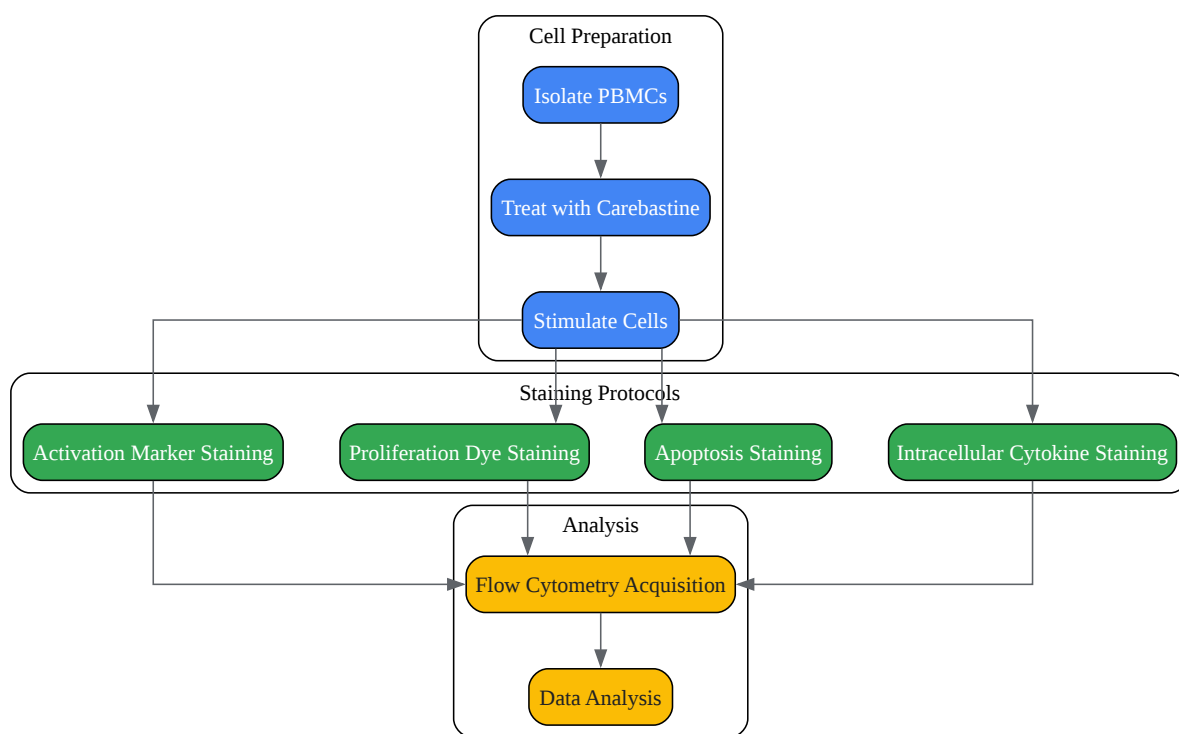 Cell Preparation
Isolate PBMCs
Treat with Carebastine
Stimulate Cells
Staining Protocols
Activation Marker Staining
Proliferation Dye Staining
Apoptosis Staining
Intracellular Cytokine Staining
Analysis
Flow Cytometry Acquisition
Data Analysis